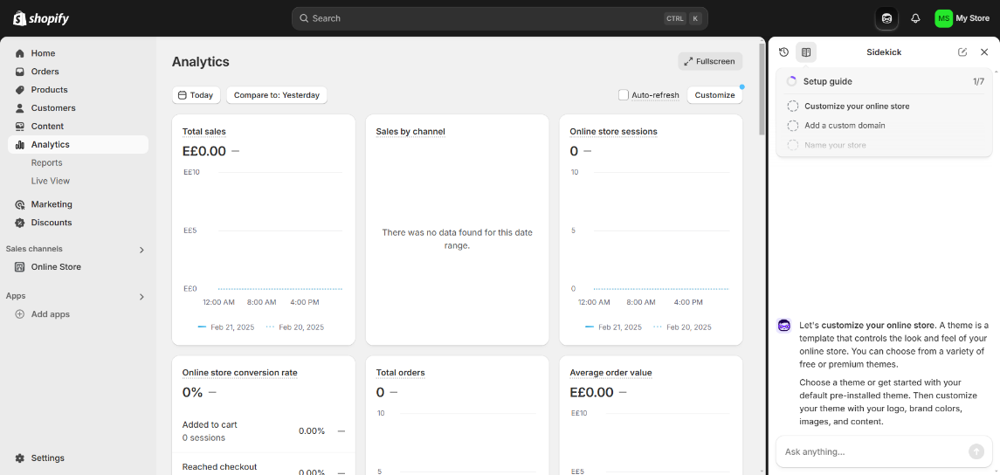 shopify
Search
CTRL K
MS My Store
Home
Orders
Products
Customers
Content
Analytics
Reports
Live View
Marketing
Discounts
Sales channels
Online Store
Apps
Add apps
Settings
Analytics
Fullscreen
Today
Compare to: Yesterday
Auto-refresh
Customize
Total sales
E£0.00 —
E£10
E£5
E£0
12:00 AM 8:00 AM 4:00 PM
Feb 21, 2025 Feb 20, 2025
Sales by channel
There was no data found for this date
range.
Online store sessions
0 —
10
5
0
12:00 AM 8:00 AM 4:00 PM
Feb 21, 2025 Feb 20, 2025
Online store conversion rate
0% —
Added to cart
0 sessions
0.00% —
Reached checkout
0.00% —
Total orders
0 —
10
5
Average order value
E£0.00 —
E£10
E£5
Sidekick
Setup guide 1/7
Customize your online store
Add a custom domain
Name your store
Let's customize your online store. A theme is a
template that controls the look and feel of your
online store. You can choose from a variety of
free or premium themes.
Choose a theme or get started with your
default pre-installed theme. Then customize
your theme with your logo, brand colors,
images, and content.
Ask anything...